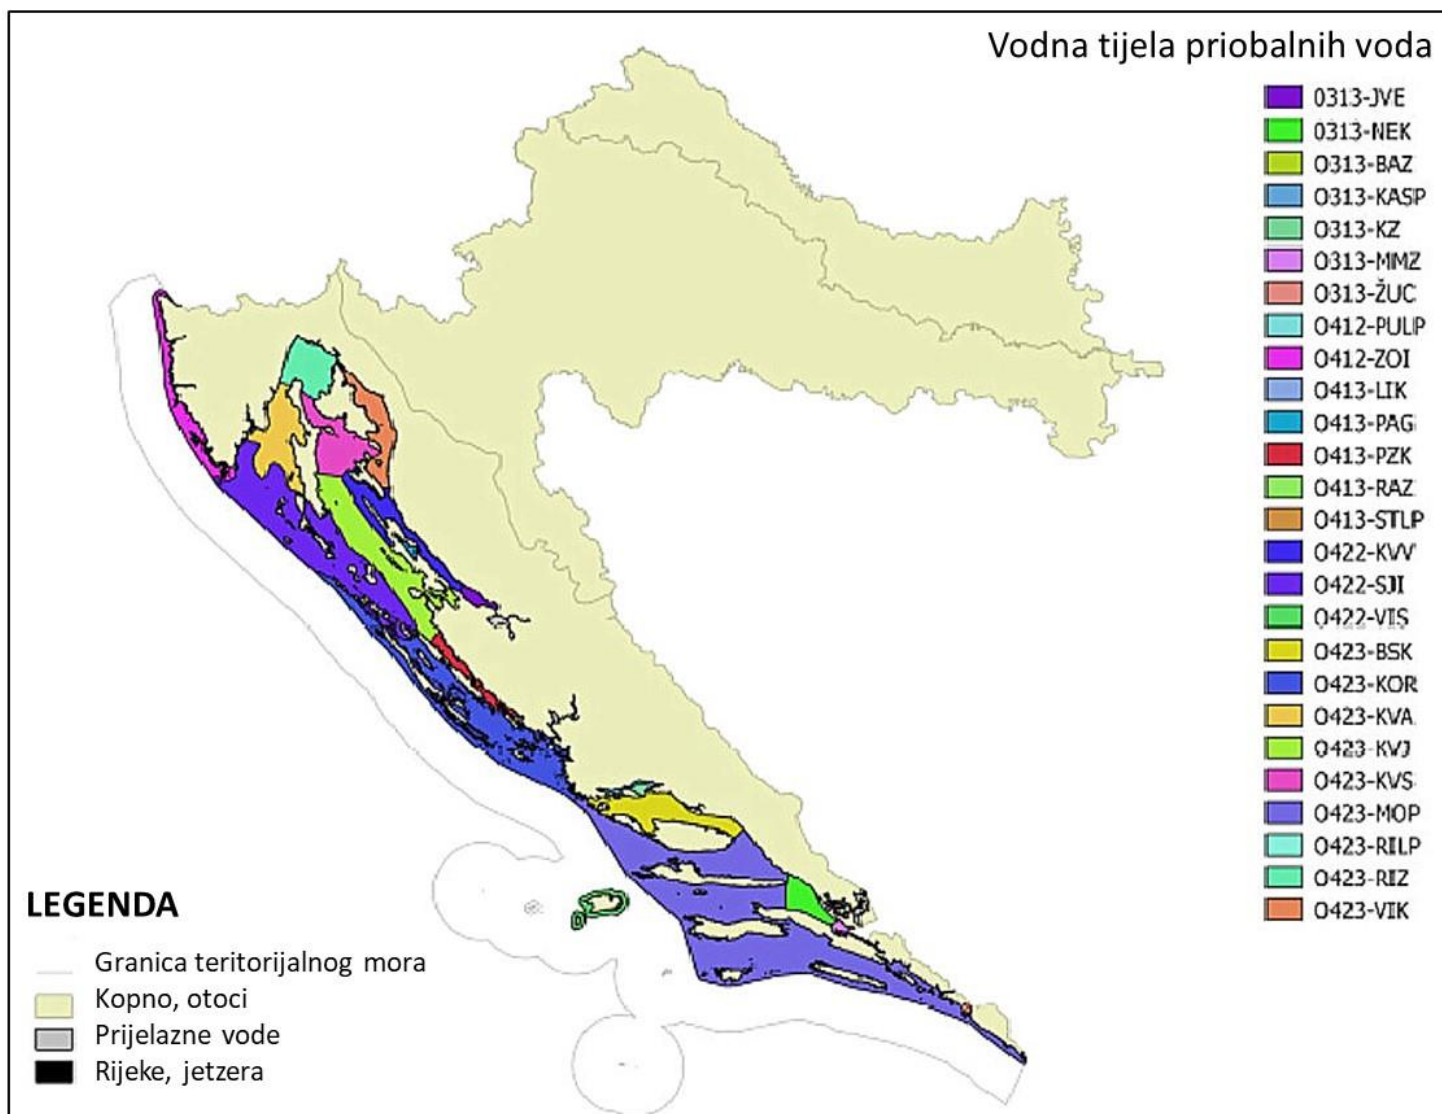 Vodna tijela priobalnih voda
0313-JVE
0313-NEK
O313-BAZ
O313-KASP
O313-KZ
O313-MMZ
O313-ŽUC
O412-PULP
O412-ZOI
O413-LIK
O413-PAG
O413-PZK
O413-RAZ
O413-STLP
O422-KVV
O422-SJI
O422-VIS
O423-BSK
O423-KOR
O423-KVA
O423-KVJ
O423-KVS
O423-MOP
O423-RILP
O423-RIZ
O423-VIK
LEGENDA
Granica teritorijalnog mora
Kopno, otoci
Prijelazne vode
Rijeke, jetzera